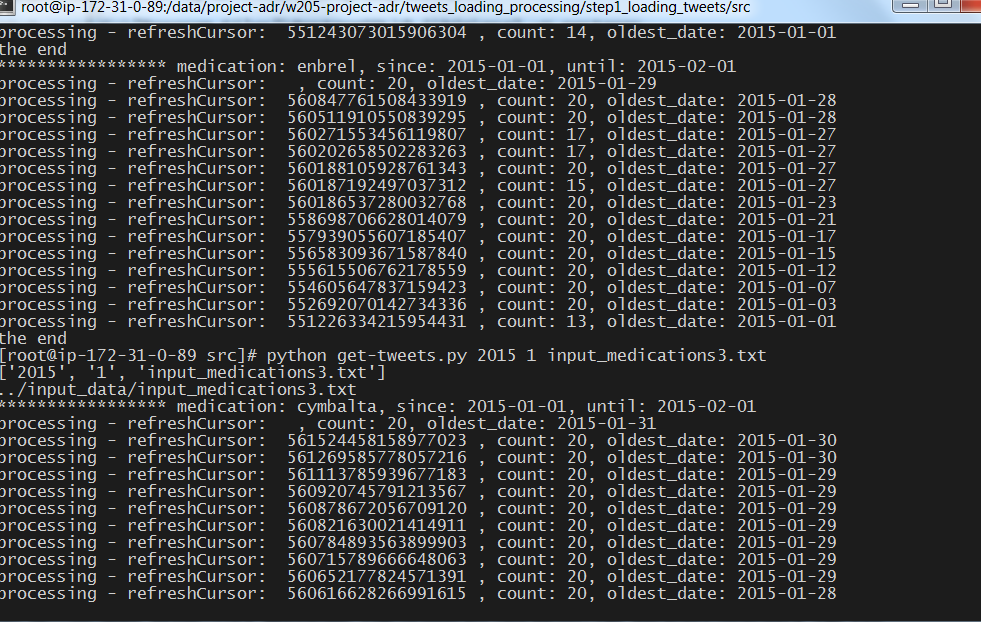 root@ip-172-31-0-89:/data/project-adr/w205-project-adr/tweets_loading_processing/step1_loading_tweets/src
processing - refreshCursor:  551243073015906304 , count: 14, oldest_date: 2015-01-01
the end
***************** medication: enbrel, since: 2015-01-01, until: 2015-02-01
processing - refreshCursor:   , count: 20, oldest_date: 2015-01-29
processing - refreshCursor:  560847761508433919 , count: 20, oldest_date: 2015-01-28
processing - refreshCursor:  560511910550839295 , count: 20, oldest_date: 2015-01-28
processing - refreshCursor:  560271553456119807 , count: 17, oldest_date: 2015-01-27
processing - refreshCursor:  560202658502283263 , count: 17, oldest_date: 2015-01-27
processing - refreshCursor:  560188105928761343 , count: 20, oldest_date: 2015-01-27
processing - refreshCursor:  560187192497037312 , count: 15, oldest_date: 2015-01-27
processing - refreshCursor:  560186537280032768 , count: 20, oldest_date: 2015-01-23
processing - refreshCursor:  558698706628014079 , count: 20, oldest_date: 2015-01-21
processing - refreshCursor:  557939055607185407 , count: 20, oldest_date: 2015-01-17
processing - refreshCursor:  556583093671587840 , count: 20, oldest_date: 2015-01-15
processing - refreshCursor:  555615506762178559 , count: 20, oldest_date: 2015-01-12
processing - refreshCursor:  554605647837159423 , count: 20, oldest_date: 2015-01-07
processing - refreshCursor:  552692070142734336 , count: 20, oldest_date: 2015-01-03
processing - refreshCursor:  551226334215954431 , count: 13, oldest_date: 2015-01-01
the end
[root@ip-172-31-0-89 src]# python get-tweets.py 2015 1 input_medications3.txt
['2015', '1', 'input_medications3.txt']
../input_data/input_medications3.txt
***************** medication: cymbalta, since: 2015-01-01, until: 2015-02-01
processing - refreshCursor:   , count: 20, oldest_date: 2015-01-31
processing - refreshCursor:  561524458158977023 , count: 20, oldest_date: 2015-01-30
processing - refreshCursor:  561269585778057216 , count: 20, oldest_date: 2015-01-30
processing - refreshCursor:  561113785939677183 , count: 20, oldest_date: 2015-01-29
processing - refreshCursor:  560920745791213567 , count: 20, oldest_date: 2015-01-29
processing - refreshCursor:  560878672056709120 , count: 20, oldest_date: 2015-01-29
processing - refreshCursor:  560821630021414911 , count: 20, oldest_date: 2015-01-29
processing - refreshCursor:  560784893563899903 , count: 20, oldest_date: 2015-01-29
processing - refreshCursor:  560715789666648063 , count: 20, oldest_date: 2015-01-29
processing - refreshCursor:  560652177824571391 , count: 20, oldest_date: 2015-01-29
processing - refreshCursor:  560616628266991615 , count: 20, oldest_date: 2015-01-28